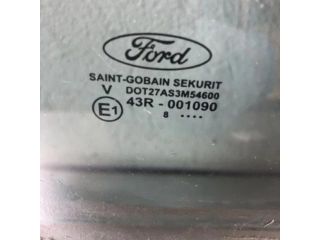 Ford
SAINT-GOBAIN SEKURIT
V DOT27AS3M54600
E1 43R - 001090
8 ••••